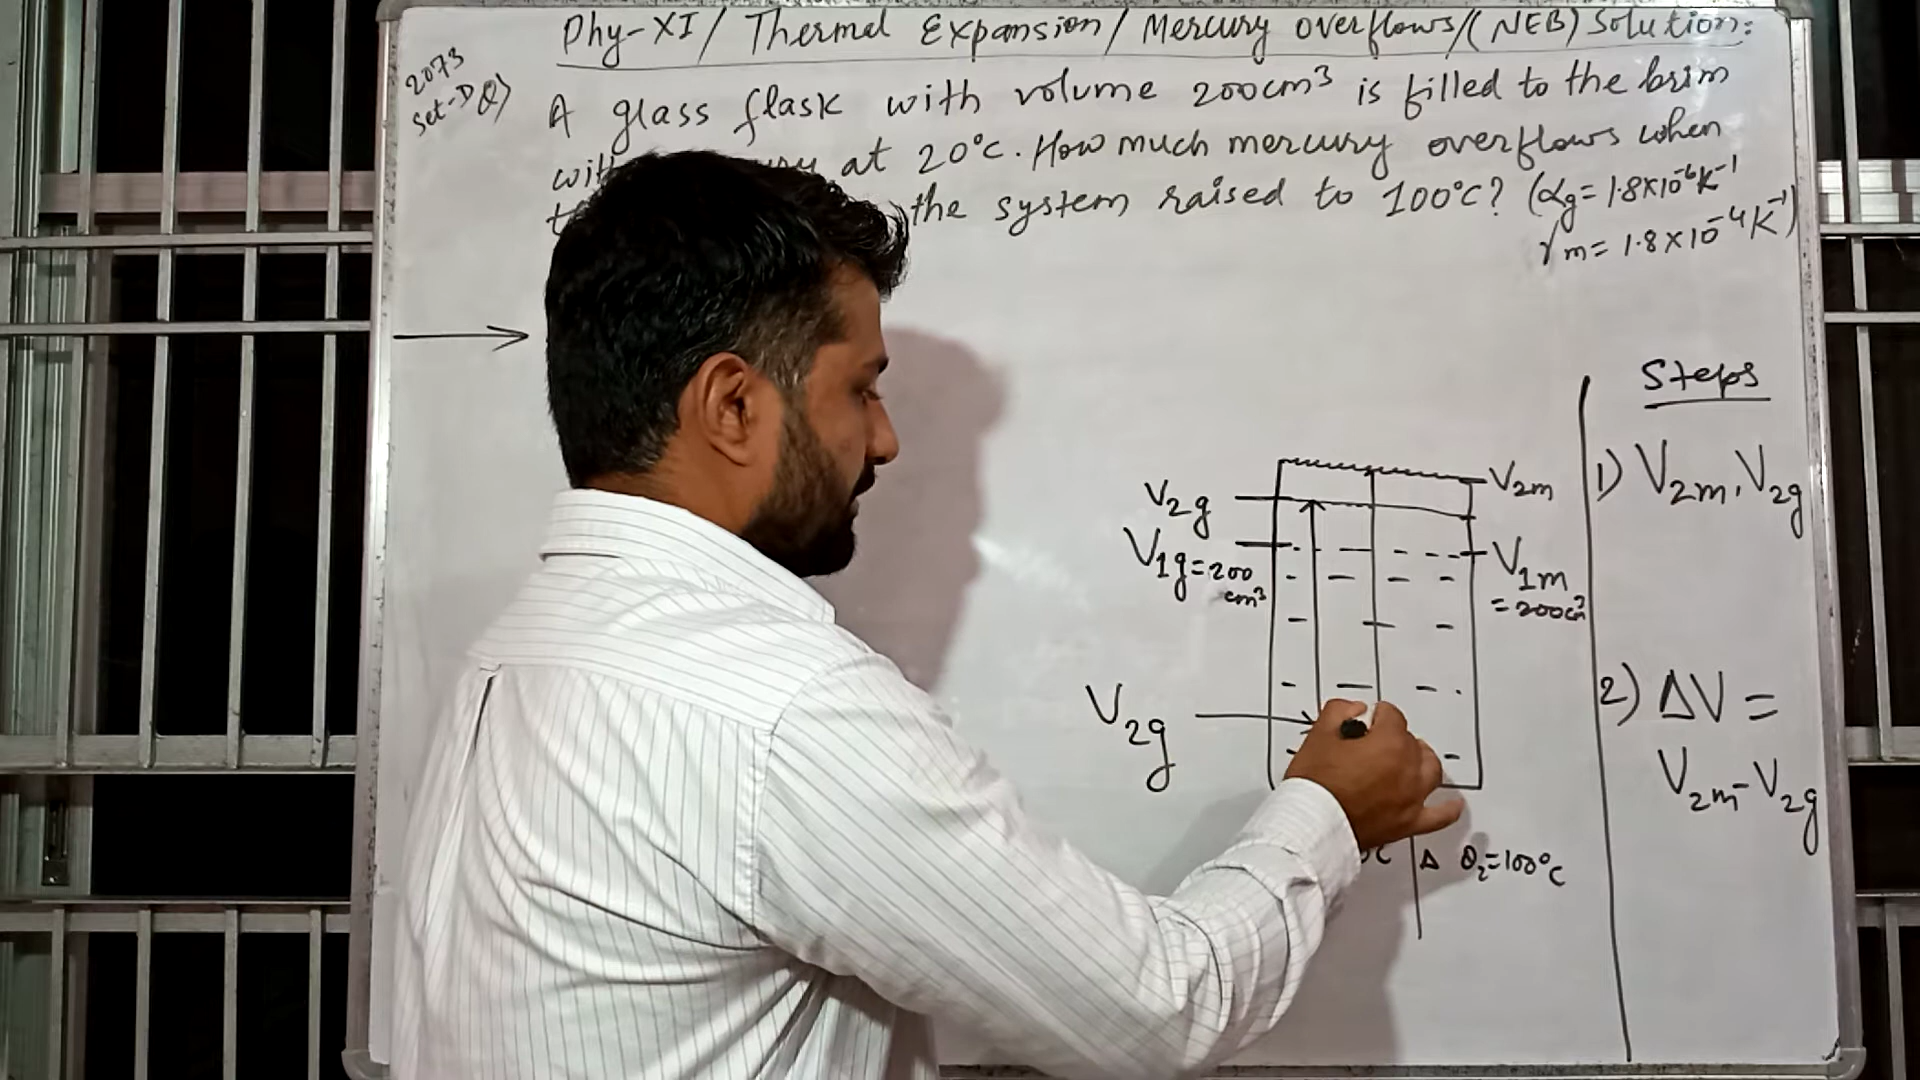 Phy-XI/ Thermal Expansion/ Mercury overflows/(NEB) Solution:
2073
Set-D Q)
A glass flask with volume 200cm³ is filled to the brim
at 20°C. How much mercury overflows when
the system raised to 100°C? (αg = 1.8×10⁻⁶K⁻¹
γm = 1.8×10⁻⁴K⁻¹)
Steps
1) V2m, V2g
2) ΔV =
V2m - V2g
V2g
V2m
V1g = 200
cm³
V1m
= 200cm³
V2g
Δ θ2 = 100°C